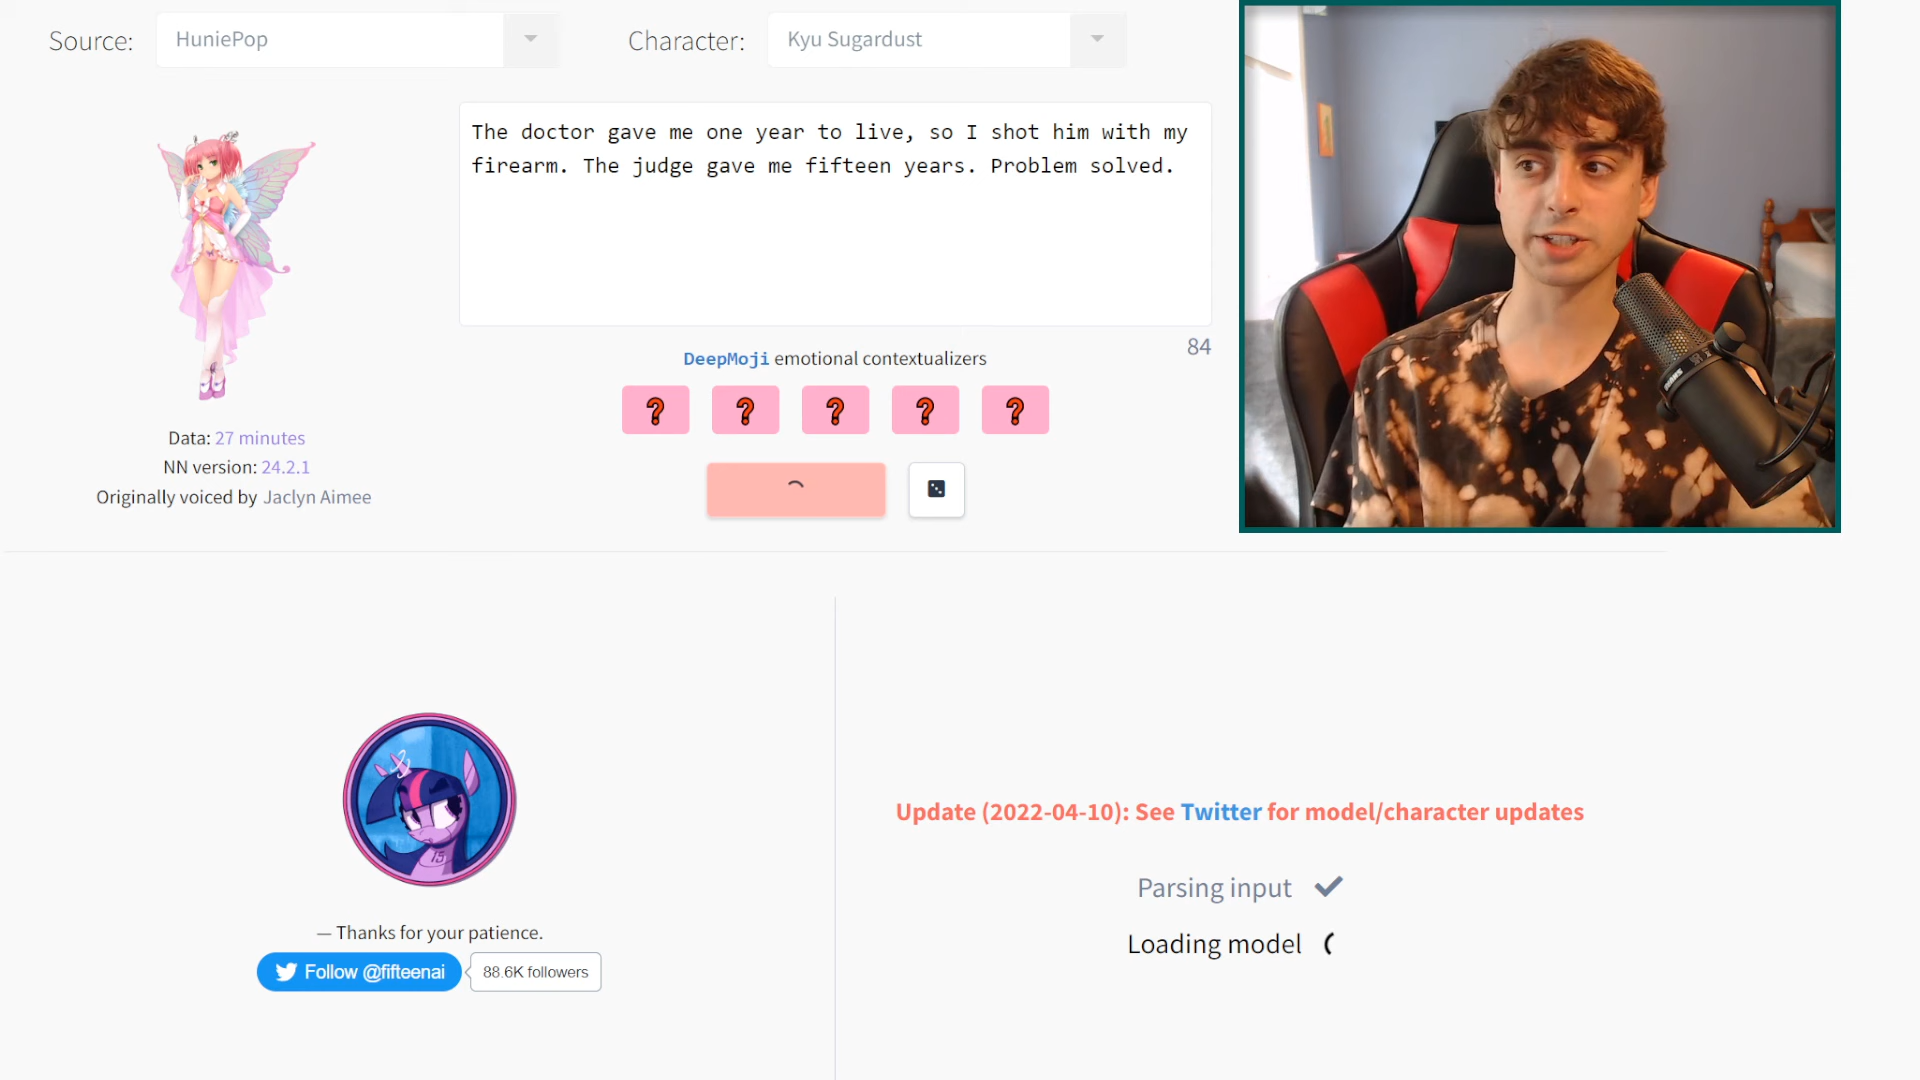 Source:
HuniePop
Character:
Kyu Sugardust
The doctor gave me one year to live, so I shot him with my
firearm. The judge gave me fifteen years. Problem solved.
84
DeepMoji emotional contextualizers
? ? ? ? ?
Data: 27 minutes
NN version: 24.2.1
Originally voiced by Jaclyn Aimee
15
— Thanks for your patience.
Follow @fifteenai
88.6K followers
Update (2022-04-10): See Twitter for model/character updates
Parsing input
Loading model